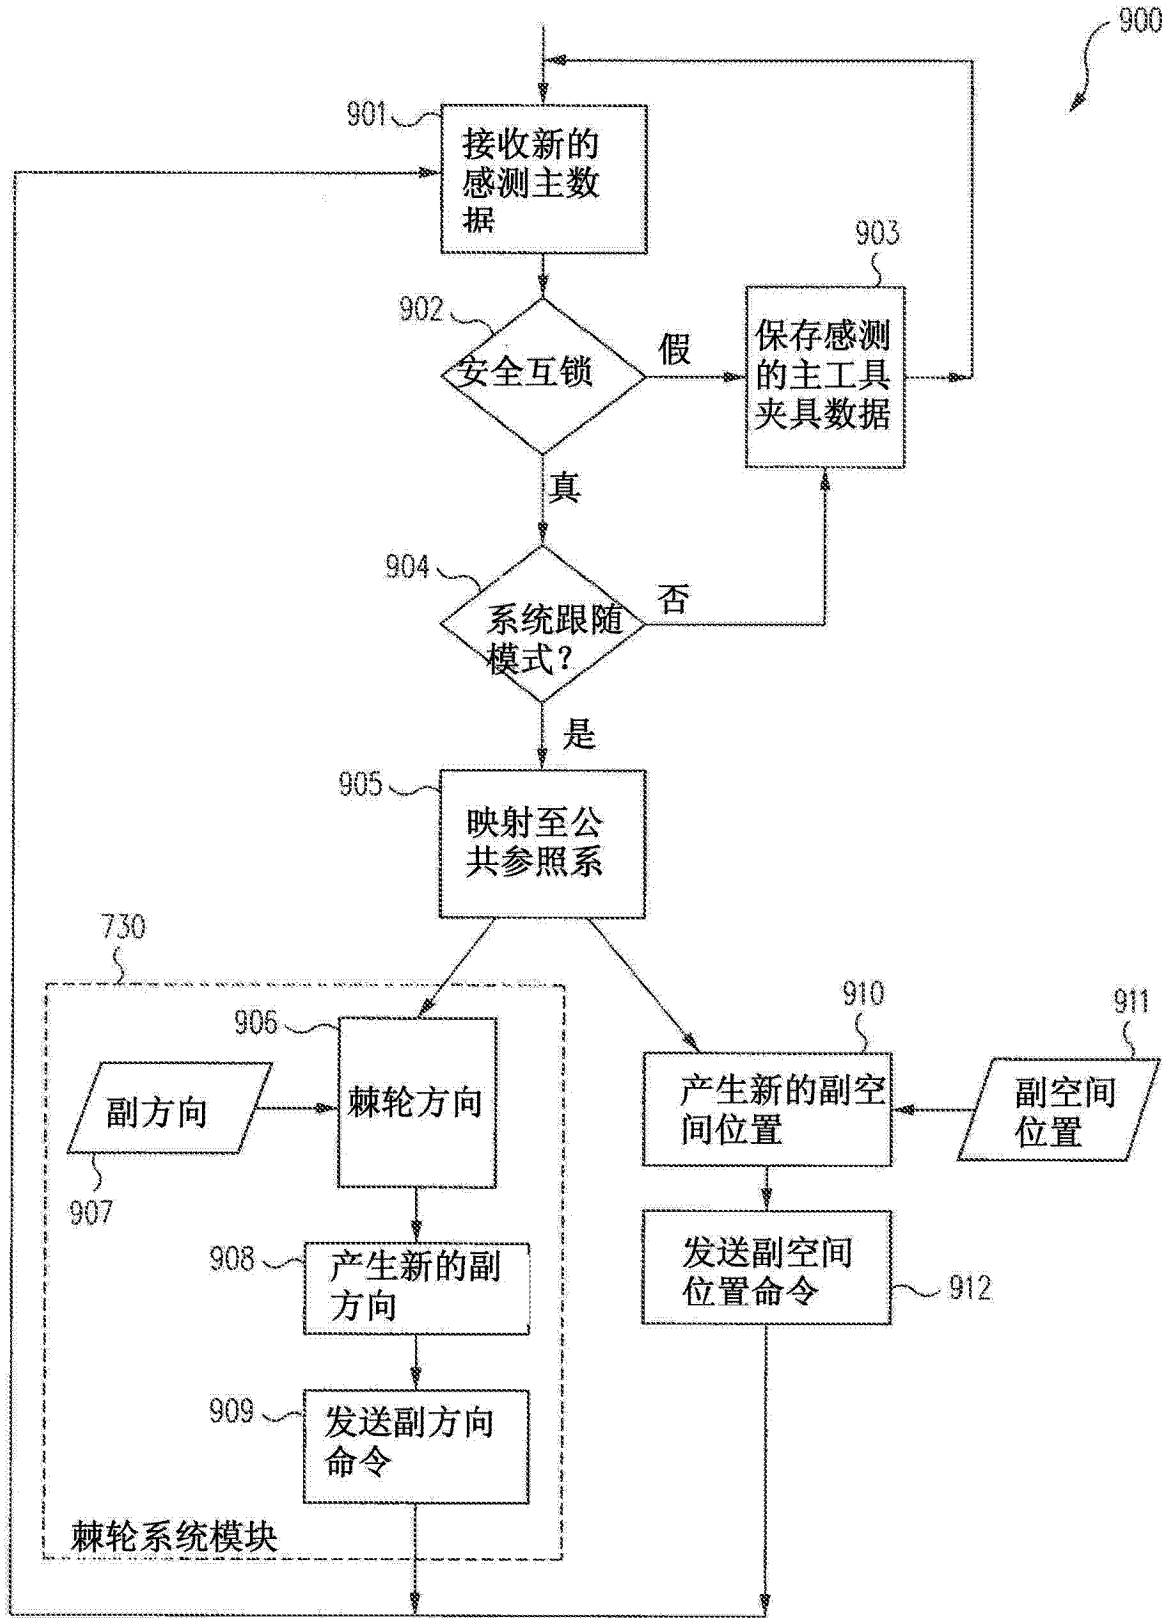 900
901
接收新的
感测主数
据
902
安全互锁
假
903
保存感测
的主工具
夹具数据
真
904
系统跟随
模式?
否
是
905
映射至公
共参照系
730
906
棘轮方向
副方向
907
908
产生新的副
方向
909
发送副方向
命令
棘轮系统模块
910
产生新的副空
间位置
911
副空间
位置
发送副空间
位置命令
912